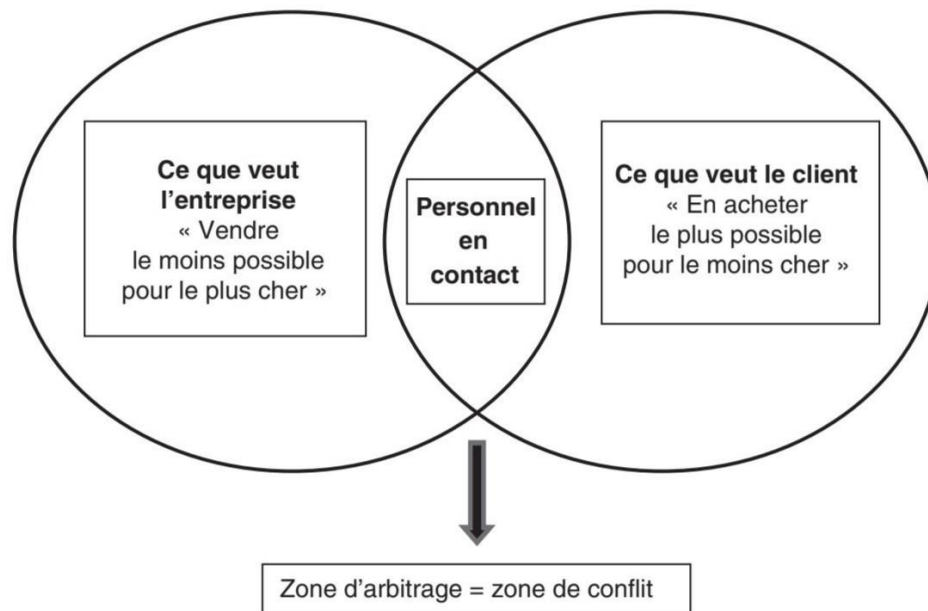 Ce que veut
l'entreprise
« Vendre
le moins possible
pour le plus cher »
Personnel
en
contact
Ce que veut le client
« En acheter
le plus possible
pour le moins cher »
Zone d'arbitrage = zone de conflit